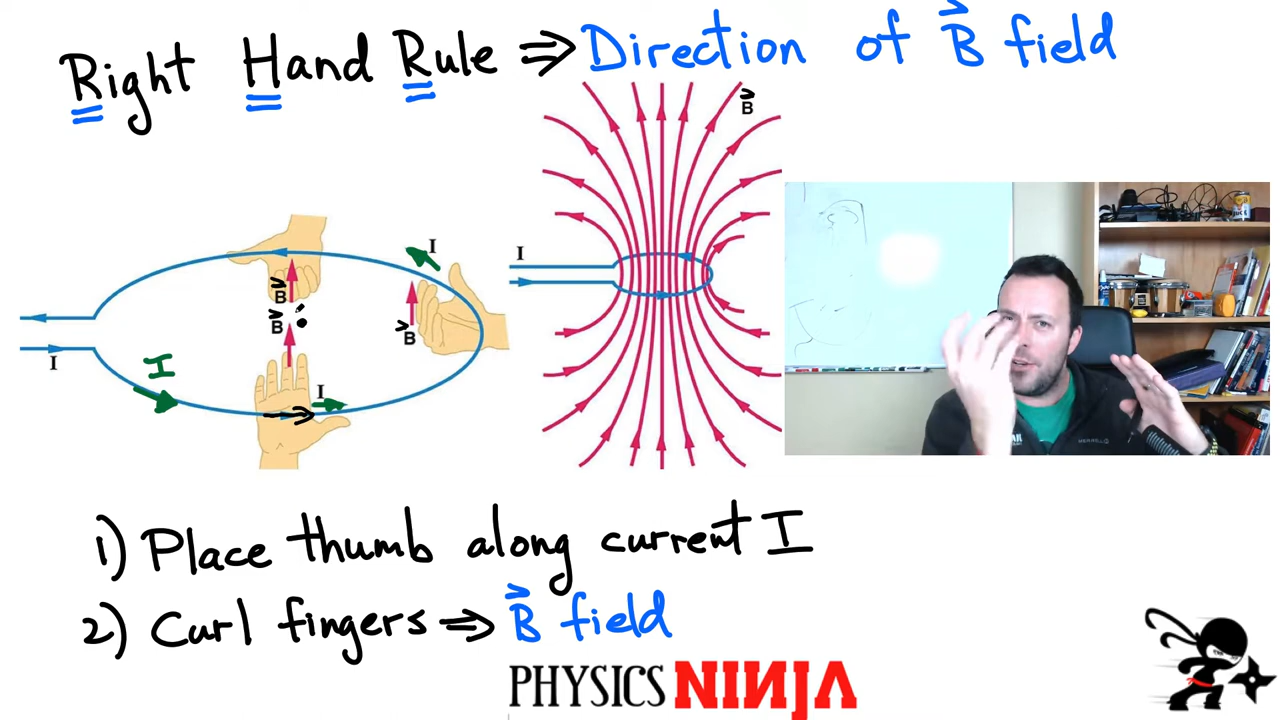 Right Hand Rule ⇒ Direction of B⃗ field
B⃗
I
I
B⃗
B⃗
B⃗
I
I
I
I
1) Place thumb along current I
2) Curl fingers ⇒ B⃗ field
PHYSICS NINJA